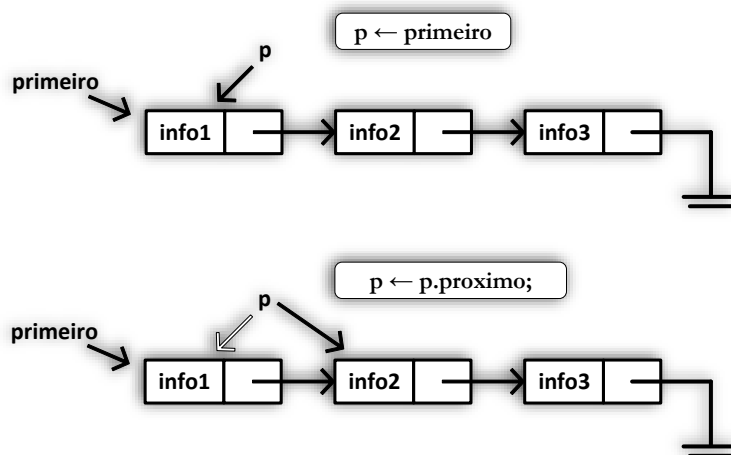 p ← primeiro
p
primeiro
info1 info2 info3
p ← p.proximo;
p
primeiro
info1 info2 info3